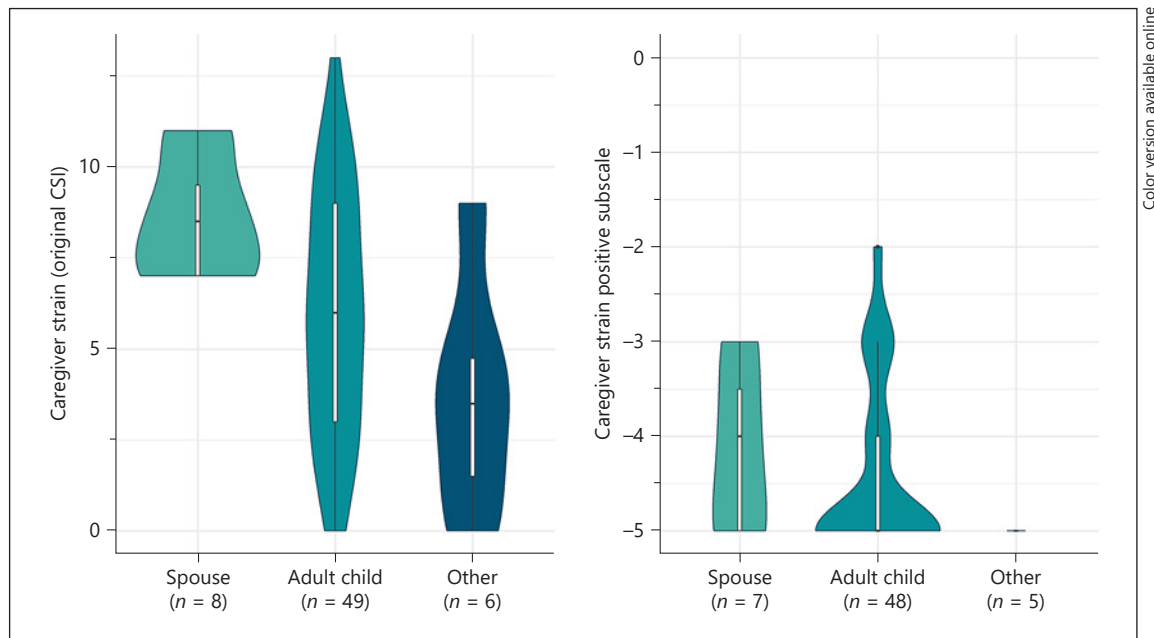 Color version available online
Caregiver strain (original CSI)
10
5
0
Spouse
(n = 8)
Adult child
(n = 49)
Other
(n = 6)
Caregiver strain positive subscale
0
–1
–2
–3
–4
–5
Spouse
(n = 7)
Adult child
(n = 48)
Other
(n = 5)